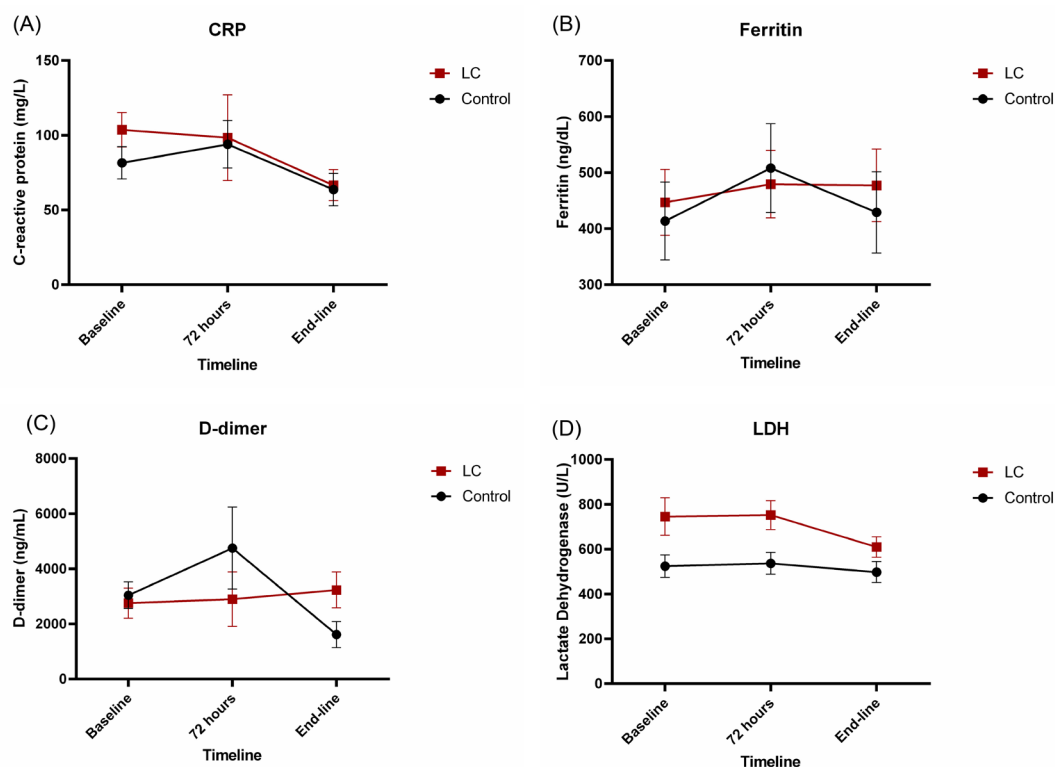 (A)
CRP
C-reactive protein (mg/L)
150
100
50
0
Baseline
72 hours
End-line
Timeline
LC
Control
(B)
Ferritin
Ferritin (ng/dL)
700
600
500
400
300
Baseline
72 hours
End-line
Timeline
LC
Control
(C)
D-dimer
D-dimer (ng/mL)
8000
6000
4000
2000
0
Baseline
72 hours
End-line
Timeline
LC
Control
(D)
LDH
Lactate Dehydrogenase (U/L)
1000
800
600
400
200
0
Baseline
72 hours
End-line
Timeline
LC
Control